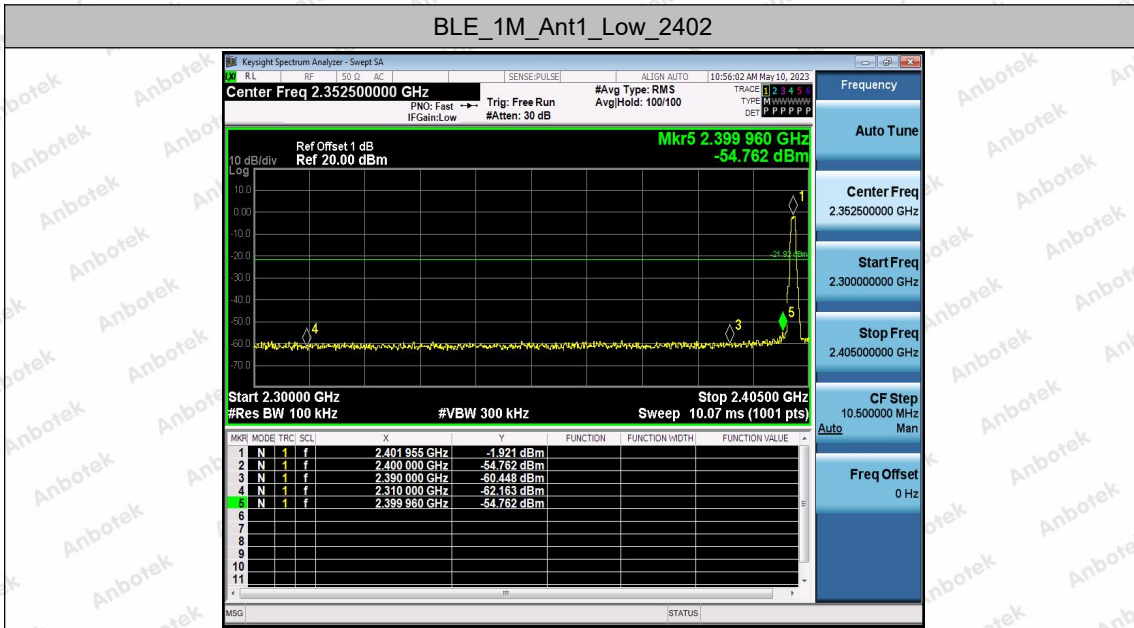 BLE_1M_Ant1_Low_2402
Keysight Spectrum Analyzer - Swept SA
LXI RL RF 50 Ω AC SENSE:PULSE ALIGN AUTO 10:56:02 AM May 10, 2023
Center Freq 2.352500000 GHz
PNO: Fast
IFGain:Low
Trig: Free Run
#Atten: 30 dB
#Avg Type: RMS
Avg|Hold: 100/100
TRACE 1 2 3 4 5 6
TYPE MWWWWW
DET P P P P P P
Mkr5 2.399 960 GHz
-54.762 dBm
Ref Offset 1 dB
10 dB/div Ref 20.00 dBm
Log
10.0
0.00
-10.0
-20.0
-30.0
-40.0
-50.0
-60.0
-70.0
1
-21.92 dBm
5
3
4
Start 2.30000 GHz Stop 2.40500 GHz
#Res BW 100 kHz #VBW 300 kHz Sweep 10.07 ms (1001 pts)
MKR MODE TRC SCL X Y FUNCTION FUNCTION WIDTH FUNCTION VALUE
1 N 1 f 2.401 955 GHz -1.921 dBm
2 N 1 f 2.400 000 GHz -54.762 dBm
3 N 1 f 2.390 000 GHz -60.448 dBm
4 N 1 f 2.310 000 GHz -62.163 dBm
5 N 1 f 2.399 960 GHz -54.762 dBm
6
7
8
9
10
11
MSG STATUS
Frequency
Auto Tune
Center Freq
2.352500000 GHz
Start Freq
2.300000000 GHz
Stop Freq
2.405000000 GHz
CF Step
10.500000 MHz
Auto Man
Freq Offset
0 Hz
Anbotek